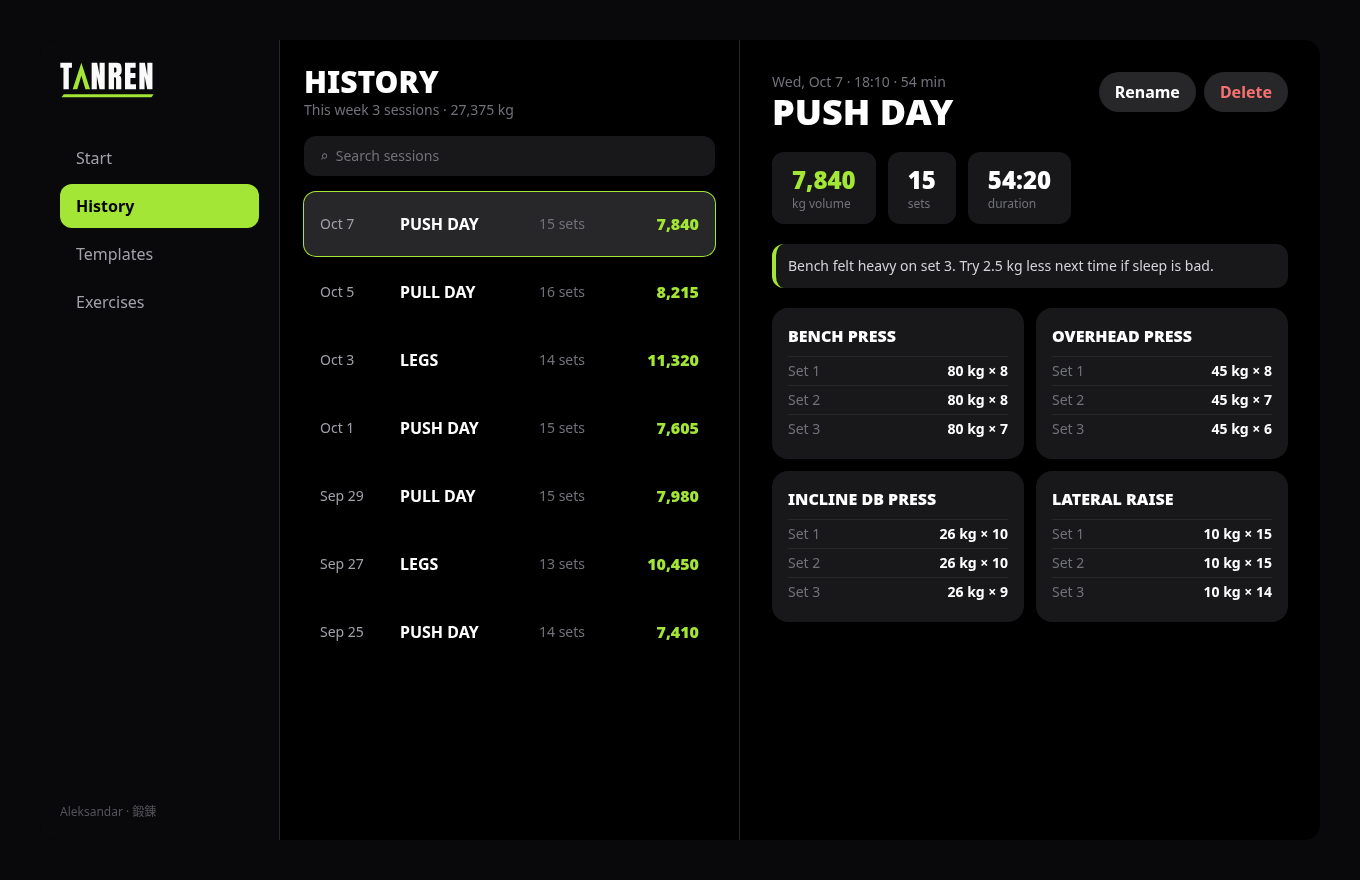 TANREN
Start
History
Templates
Exercises
Aleksandar · 鍛錬
HISTORY
This week 3 sessions · 27,375 kg
Search sessions
Oct 7 PUSH DAY 15 sets 7,840
Oct 5 PULL DAY 16 sets 8,215
Oct 3 LEGS 14 sets 11,320
Oct 1 PUSH DAY 15 sets 7,605
Sep 29 PULL DAY 15 sets 7,980
Sep 27 LEGS 13 sets 10,450
Sep 25 PUSH DAY 14 sets 7,410
Wed, Oct 7 · 18:10 · 54 min
PUSH DAY
Rename
Delete
7,840
kg volume
15
sets
54:20
duration
Bench felt heavy on set 3. Try 2.5 kg less next time if sleep is bad.
BENCH PRESS
Set 1 80 kg × 8
Set 2 80 kg × 8
Set 3 80 kg × 7
OVERHEAD PRESS
Set 1 45 kg × 8
Set 2 45 kg × 7
Set 3 45 kg × 6
INCLINE DB PRESS
Set 1 26 kg × 10
Set 2 26 kg × 10
Set 3 26 kg × 9
LATERAL RAISE
Set 1 10 kg × 15
Set 2 10 kg × 15
Set 3 10 kg × 14